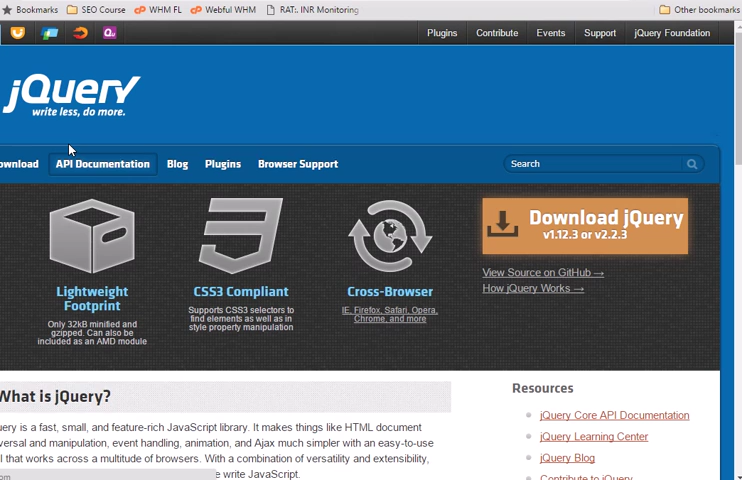 Bookmarks SEO Course WHM FL Webful WHM RAT:. INR Monitoring Other bookmarks
Plugins Contribute Events Support jQuery Foundation
jQuery
write less, do more.
ownload API Documentation Blog Plugins Browser Support Search
Download jQuery
v1.12.3 or v2.2.3
View Source on GitHub →
How jQuery Works →
Lightweight
Footprint
Only 32kB minified and
gzipped. Can also be
included as an AMD module
CSS3 Compliant
Supports CSS3 selectors to
find elements as well as in
style property manipulation
Cross-Browser
IE, Firefox, Safari, Opera,
Chrome, and more
What is jQuery?
uery is a fast, small, and feature-rich JavaScript library. It makes things like HTML document
versal and manipulation, event handling, animation, and Ajax much simpler with an easy-to-use
I that works across a multitude of browsers. With a combination of versatility and extensibility,
e write JavaScript.
om
Resources
jQuery Core API Documentation
jQuery Learning Center
jQuery Blog
Contribute to jQuery